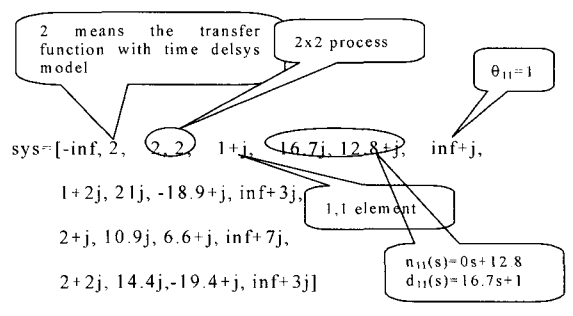 2 means the transfer
function with time delsys
model
2x2 process
θ11=1
sys=[-inf, 2, 2, 2, 1+j, 16.7j, 12.8+j, inf+j,
1+2j, 21j, -18.9+j, inf+3j,
1,1 element
2+j, 10.9j, 6.6+j, inf+7j,
n11(s)=0s+12.8
d11(s)=16.7s+1
2+2j, 14.4j,-19.4+j, inf+3j]